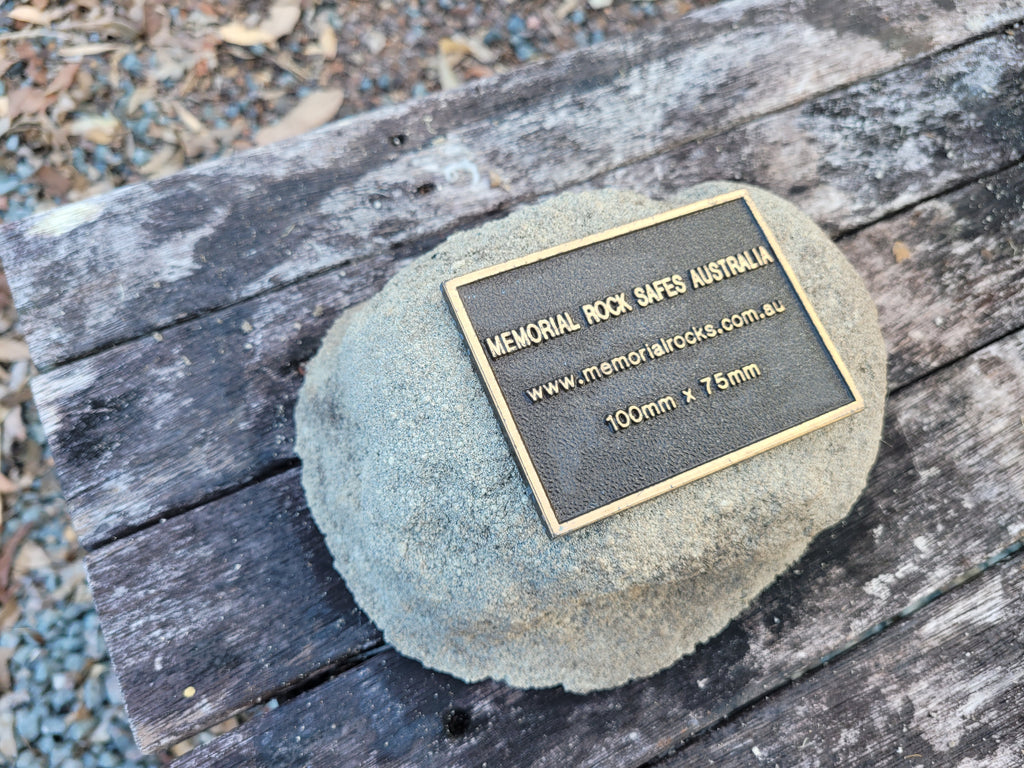 MEMORIAL ROCK SAFES AUSTRALIA
www.memorialrocks.com.au
100mm x 75mm